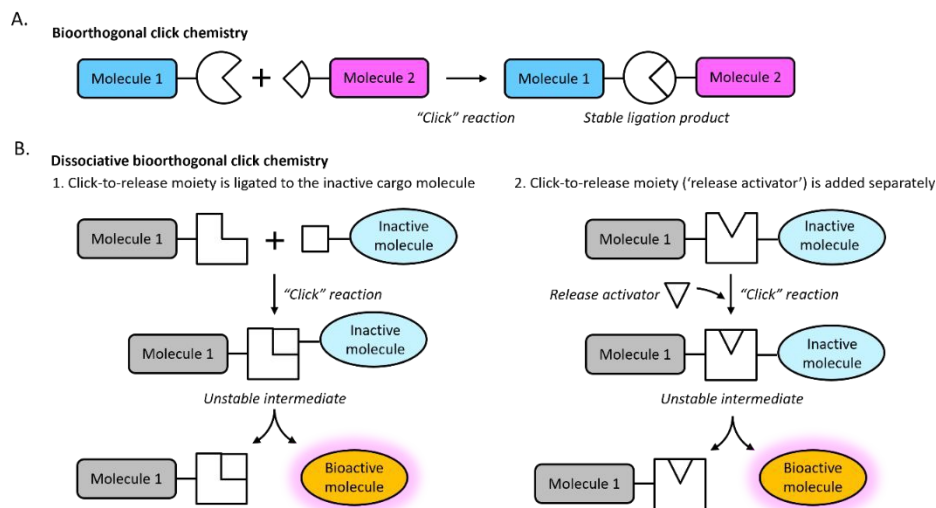 A.
Bioorthogonal click chemistry
Molecule 1
+
Molecule 2
Molecule 1
Molecule 2
“Click” reaction
Stable ligation product
B.
Dissociative bioorthogonal click chemistry
1. Click-to-release moiety is ligated to the inactive cargo molecule
Molecule 1
+
Inactive
molecule
“Click” reaction
Molecule 1
Inactive
molecule
Unstable intermediate
Molecule 1
Bioactive
molecule
2. Click-to-release moiety (‘release activator’) is added separately
Molecule 1
Inactive
molecule
Release activator
“Click” reaction
Molecule 1
Inactive
molecule
Unstable intermediate
Molecule 1
Bioactive
molecule